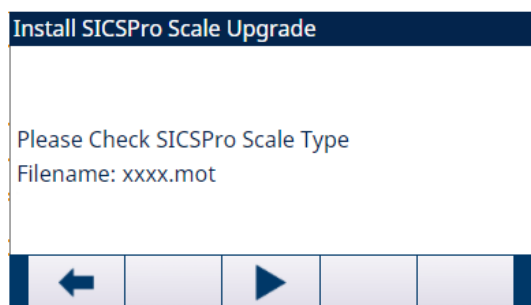 Install SICSPro Scale Upgrade
Please Check SICSPro Scale Type
Filename: xxxx.mot